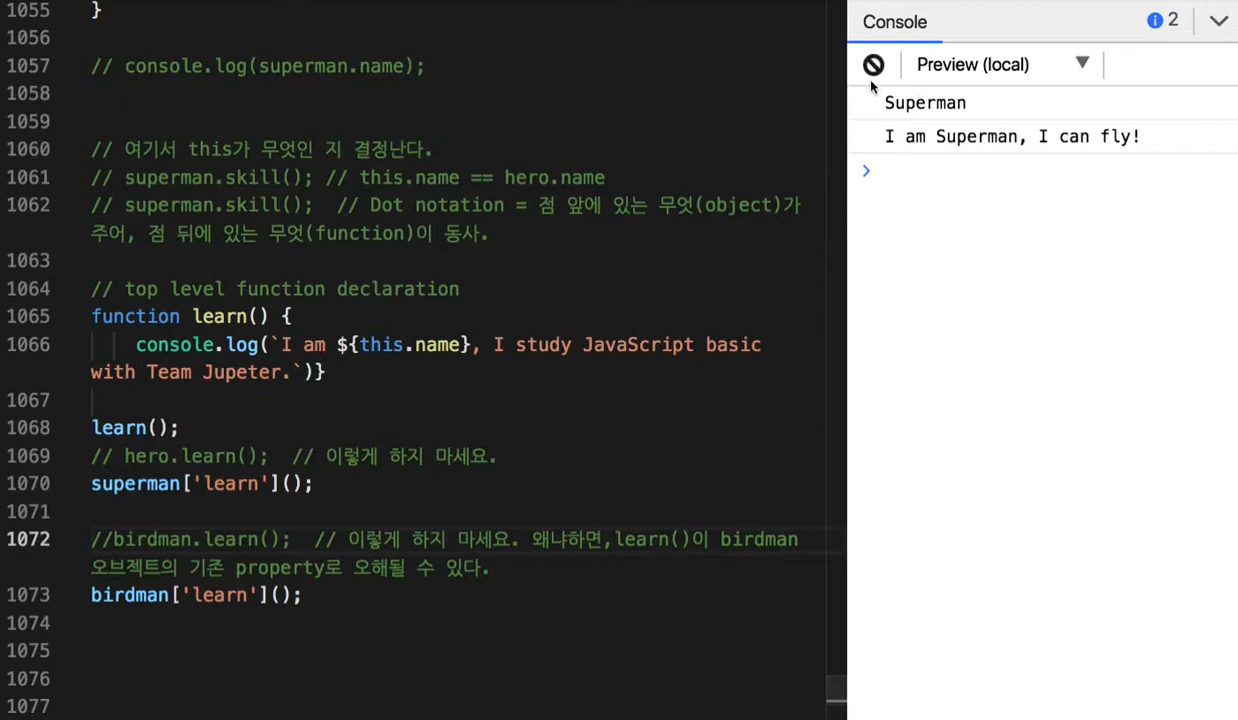 1055 }
1056
1057 // console.log(superman.name);
1058
1059
1060 // 여기서 this가 무엇인 지 결정난다.
1061 // superman.skill(); // this.name == hero.name
1062 // superman.skill();  // Dot notation = 점 앞에 있는 무엇(object)가
주어, 점 뒤에 있는 무엇(function)이 동사.
1063
1064 // top level function declaration
1065 function learn() {
1066 console.log(`I am ${this.name}, I study JavaScript basic
with Team Jupeter.`)}
1067
1068 learn();
1069 // hero.learn();  // 이렇게 하지 마세요.
1070 superman['learn']();
1071
1072 //birdman.learn();  // 이렇게 하지 마세요. 왜냐하면,learn()이 birdman
오브젝트의 기존 property로 오해될 수 있다.
1073 birdman['learn']();
1074
1075
1076
1077
Console 2
Preview (local)
Superman
I am Superman, I can fly!